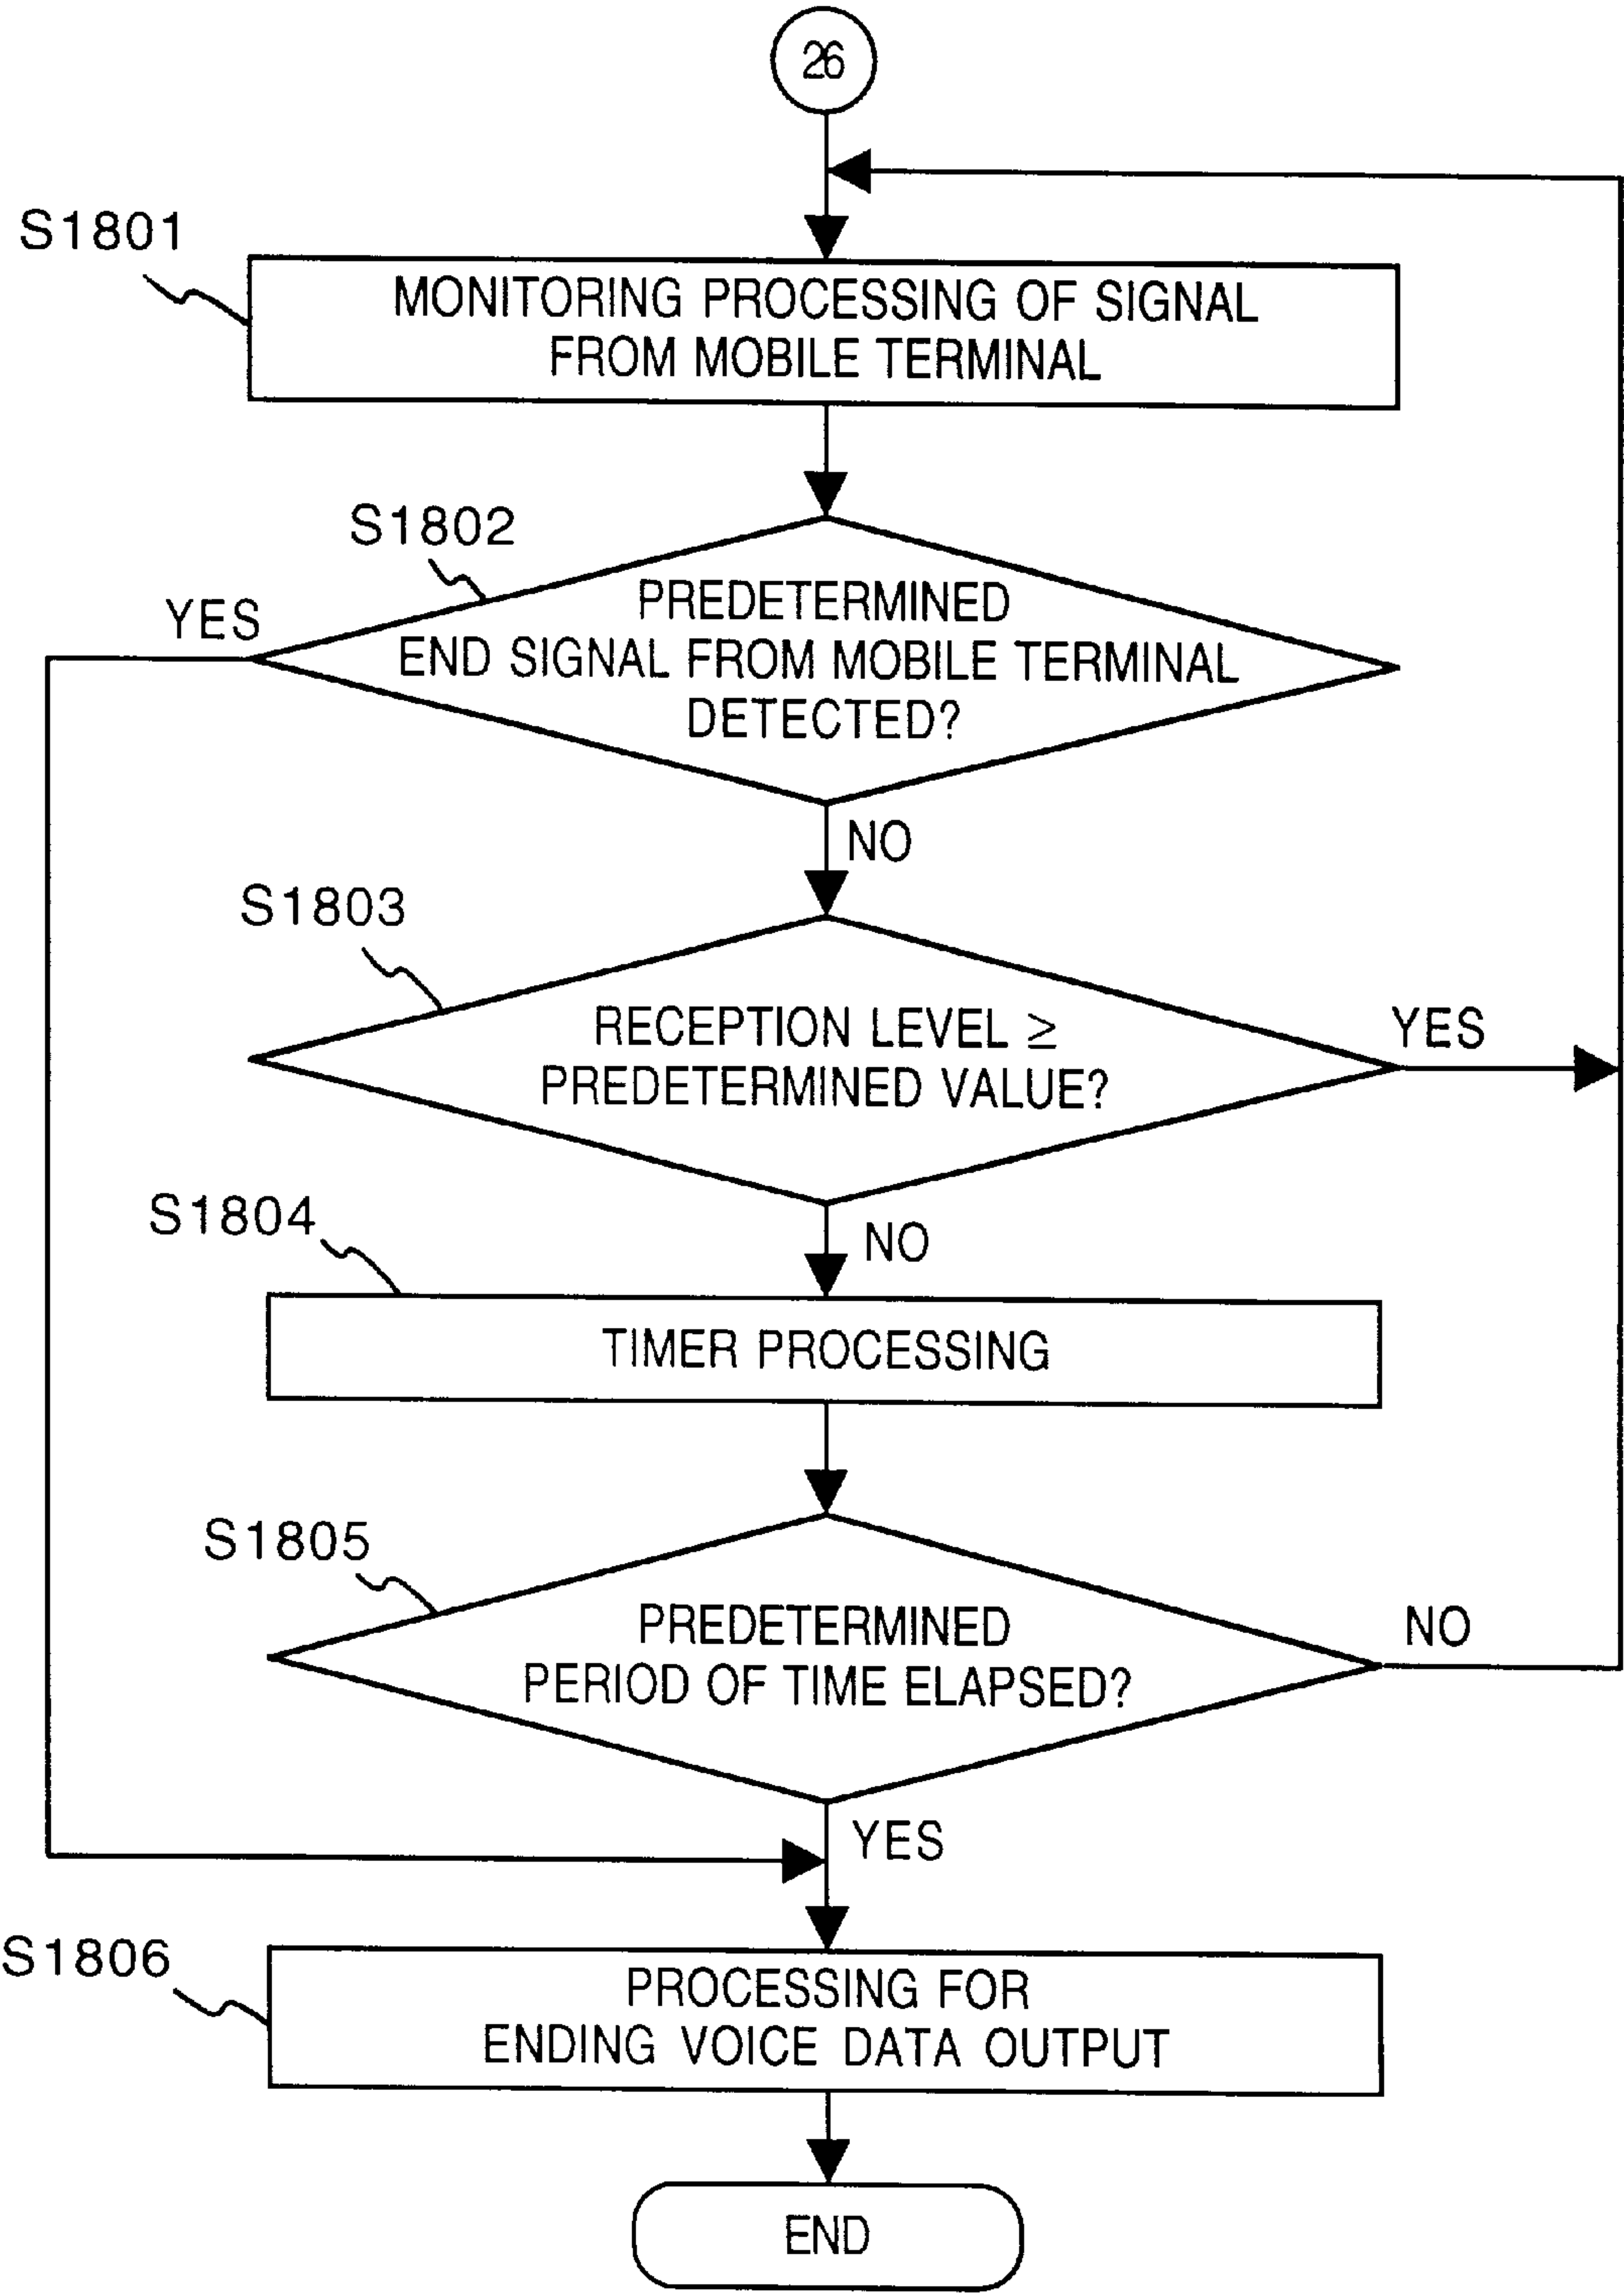 26
S1801
MONITORING PROCESSING OF SIGNAL
FROM MOBILE TERMINAL
S1802
YES
PREDETERMINED
END SIGNAL FROM MOBILE TERMINAL
DETECTED?
NO
S1803
RECEPTION LEVEL ≥
PREDETERMINED VALUE?
YES
S1804
NO
TIMER PROCESSING
S1805
PREDETERMINED
PERIOD OF TIME ELAPSED?
NO
YES
S1806
PROCESSING FOR
ENDING VOICE DATA OUTPUT
END